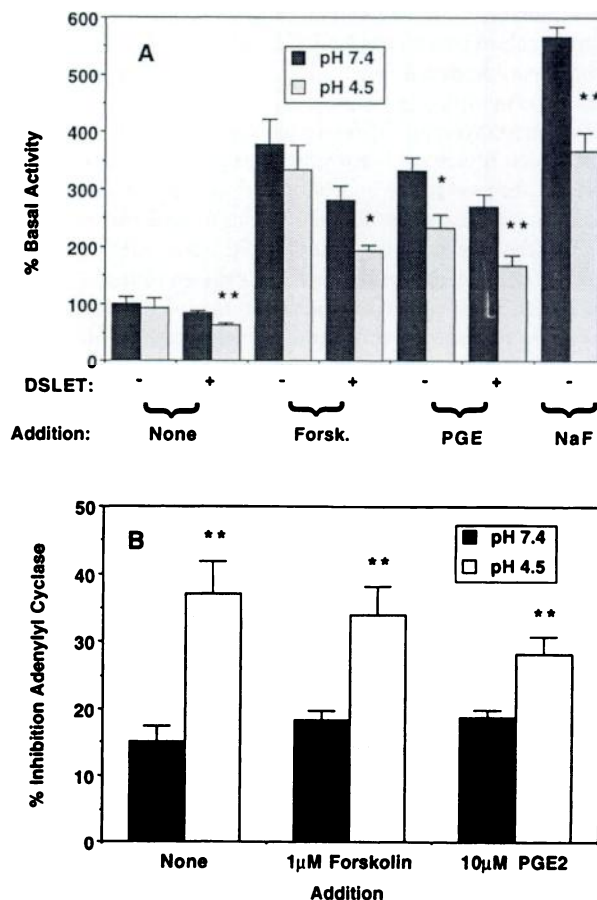 600
A
pH 7.4
pH 4.5
500
**
400
% Basal Activity
300
*
*
**
200
**
100
0
DSLET: - + - + - + -
Addition: None Forsk. PGE NaF
50
B
**
pH 7.4
pH 4.5
40
**
**
% Inhibition Adenylyl Cyclase
30
20
10
0
None 1µM Forskolin 10µM PGE2
Addition